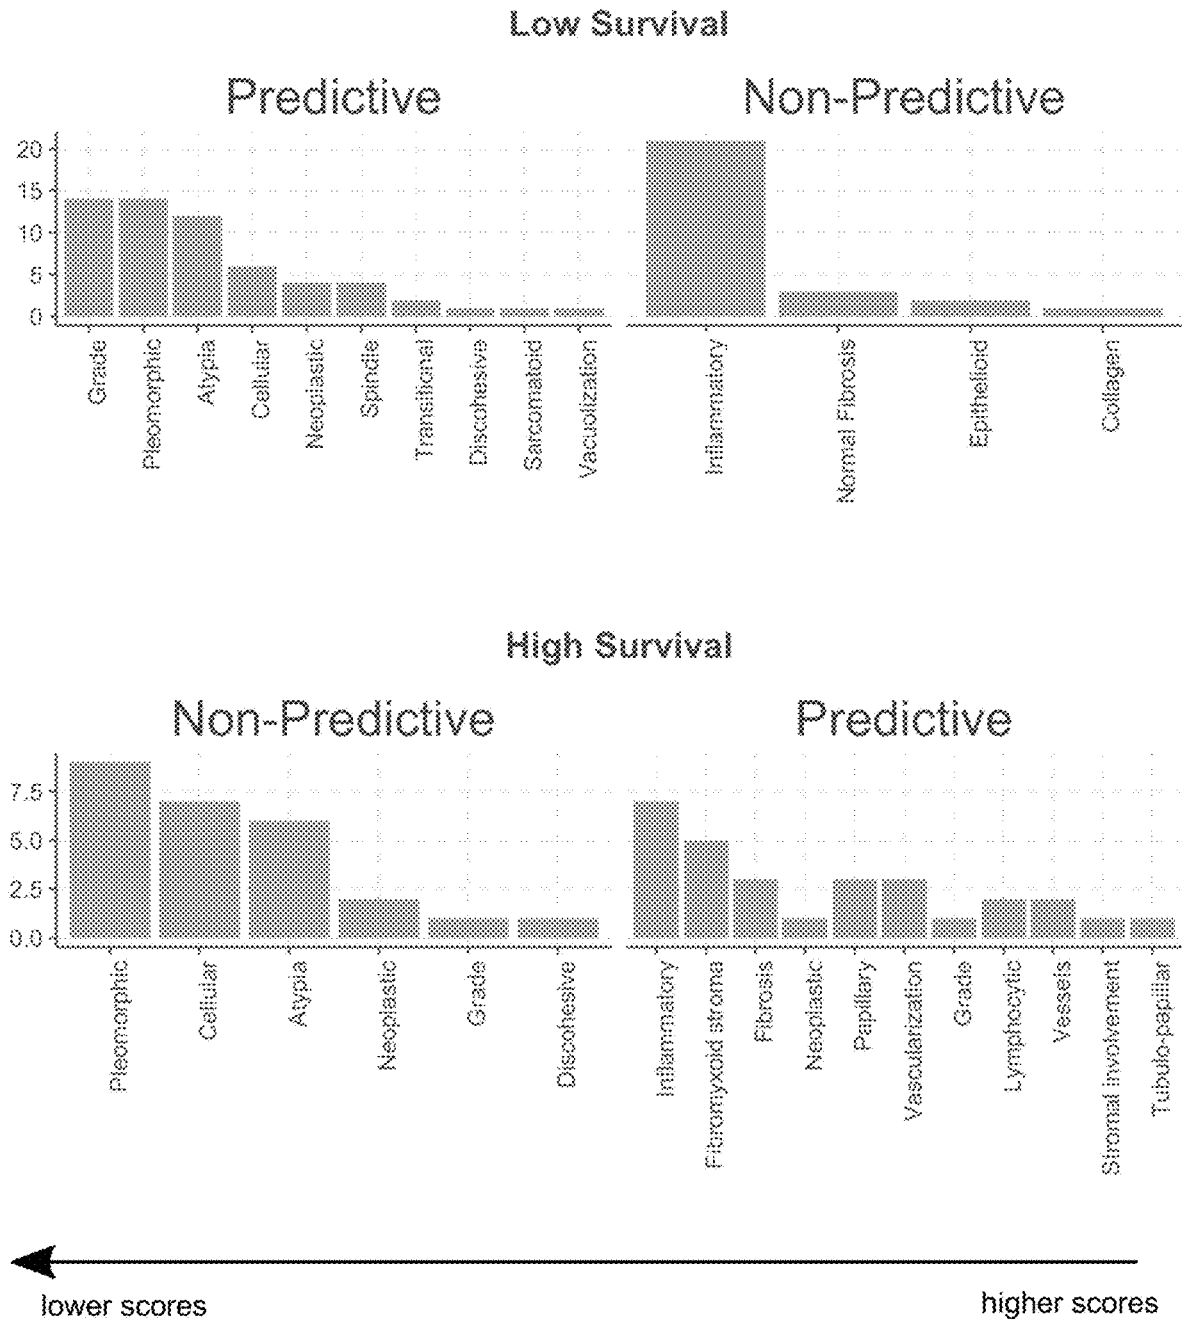 Low Survival
Predictive
Non-Predictive
20
15
10
5
0
Grade
Pleomorphic
Atypia
Cellular
Neoplastic
Spindle
Transitional
Discohesive
Sarcomatoid
Vacuolization
Inflammatory
Normal Fibrosis
Epithelioid
Collagen
High Survival
Non-Predictive
Predictive
7.5
5.0
2.5
0.0
Pleomorphic
Cellular
Atypia
Neoplastic
Grade
Discohesive
Inflammatory
Fibromyxoid stroma
Fibrosis
Neoplastic
Papillary
Vascularization
Grade
Lymphocytic
Vessels
Stromal involvement
Tubulo-papillar
lower scores
higher scores